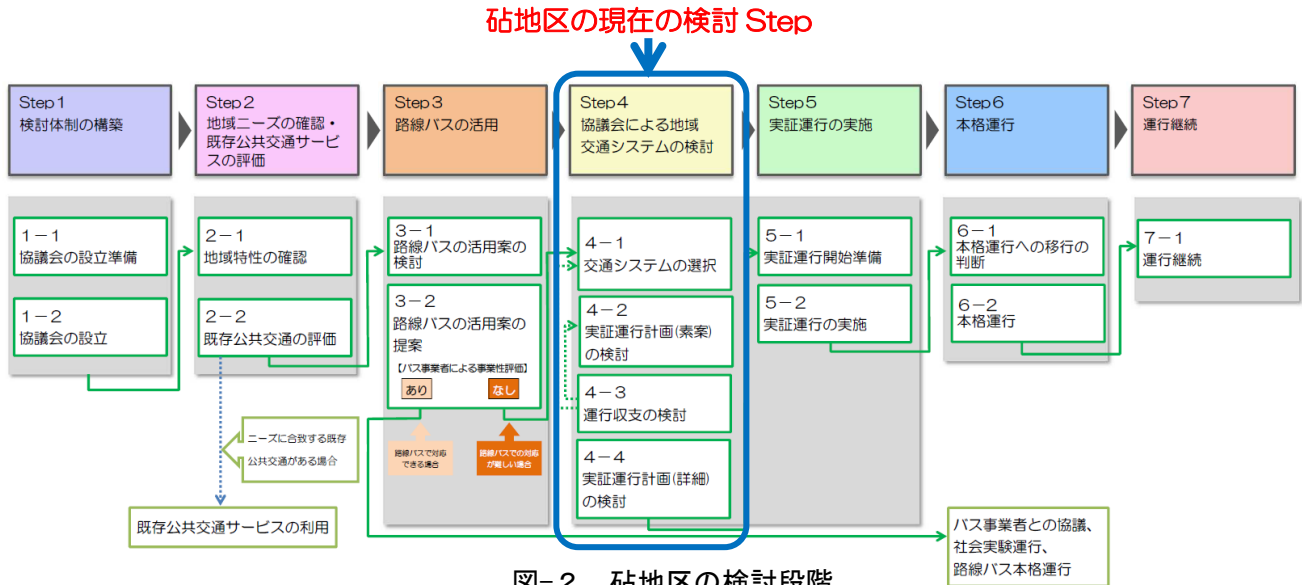 砧地区の現在の検討 Step
Step1
検討体制の構築
Step2
地域ニーズの確認・
既存公共交通サービ
スの評価
Step3
路線バスの活用
Step4
協議会による地域
交通システムの検討
Step5
実証運行の実施
Step6
本格運行
Step7
運行継続
1-1
協議会の設立準備
1-2
協議会の設立
2-1
地域特性の確認
2-2
既存公共交通の評価
ニーズに合致する既存
公共交通がある場合
既存公共交通サービスの利用
3-1
路線バスの活用案の
検討
3-2
路線バスの活用案の
提案
【バス事業者による事業性評価】
あり
なし
路線バスで対応
できる場合
路線バスでの対応
が難しい場合
4-1
交通システムの選択
4-2
実証運行計画(素案)
の検討
4-3
運行収支の検討
4-4
実証運行計画(詳細)
の検討
5-1
実証運行開始準備
5-2
実証運行の実施
6-1
本格運行への移行の
判断
6-2
本格運行
7-1
運行継続
バス事業者との協議、
社会実験運行、
路線バス本格運行
図-2 砧地区の検討段階